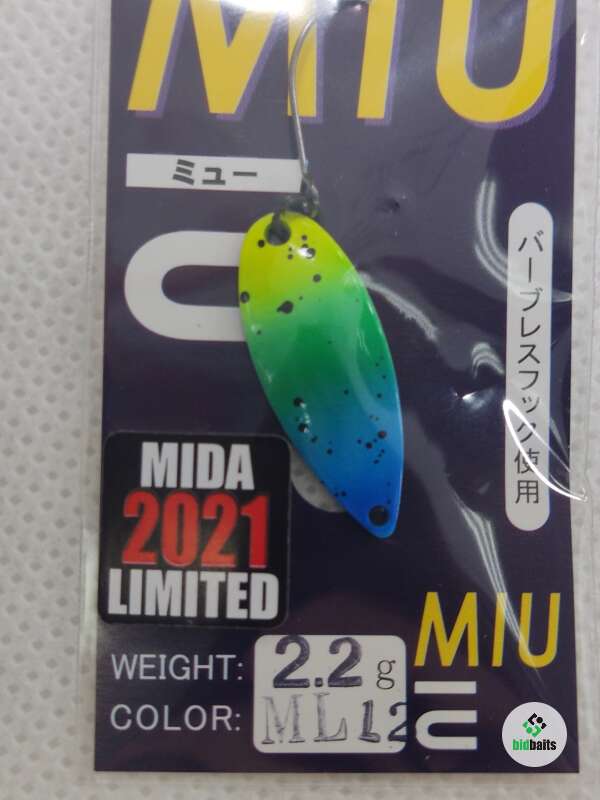 MIU
ミュー
バーブレスフック使用
MIDA
2021
LIMITED
WEIGHT: 2.2g
COLOR: ML12
MIU
bidbaits